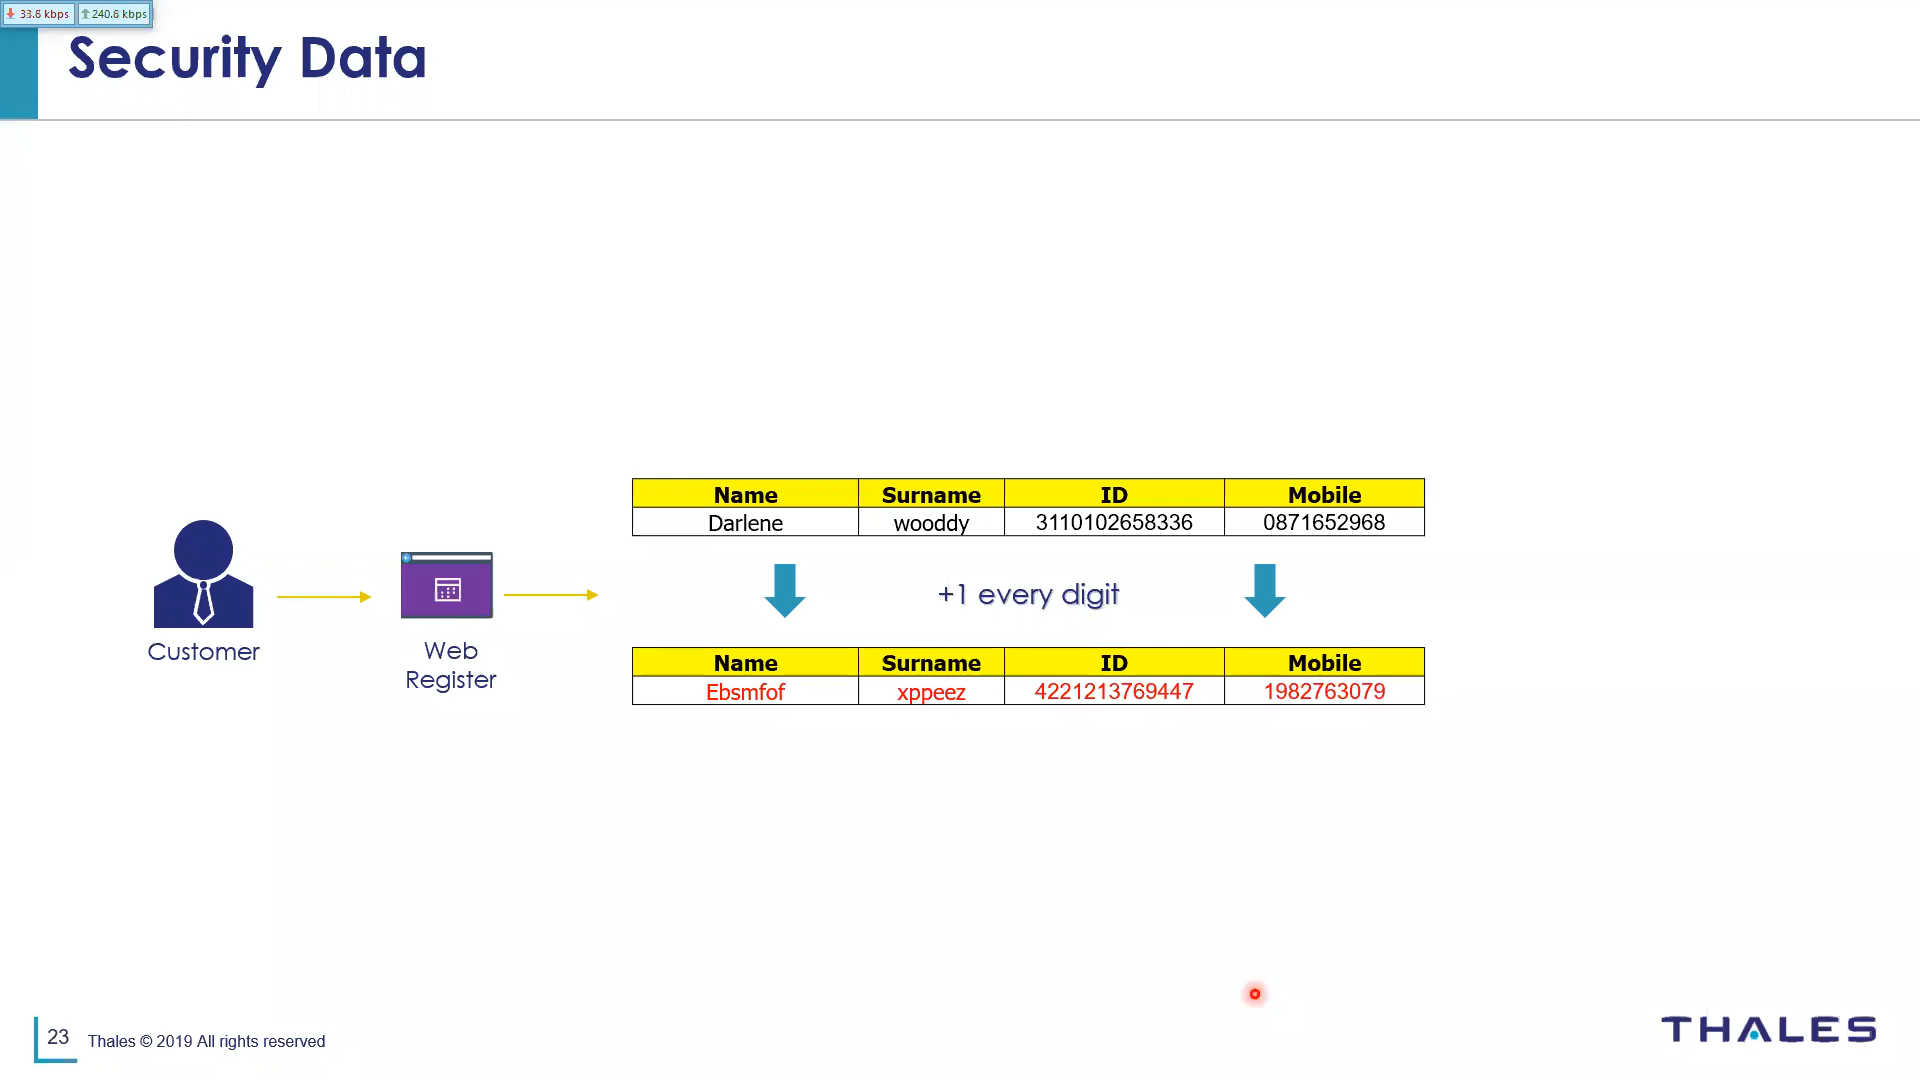 33.6 kbps 240.6 kbps
Security Data
Name Surname ID Mobile
Darlene wooddy 3110102658336 0871652968
+1 every digit
Name Surname ID Mobile
Ebsmfof xppeez 4221213769447 1982763079
Customer
Web
Register
23 Thales © 2019 All rights reserved
THALES